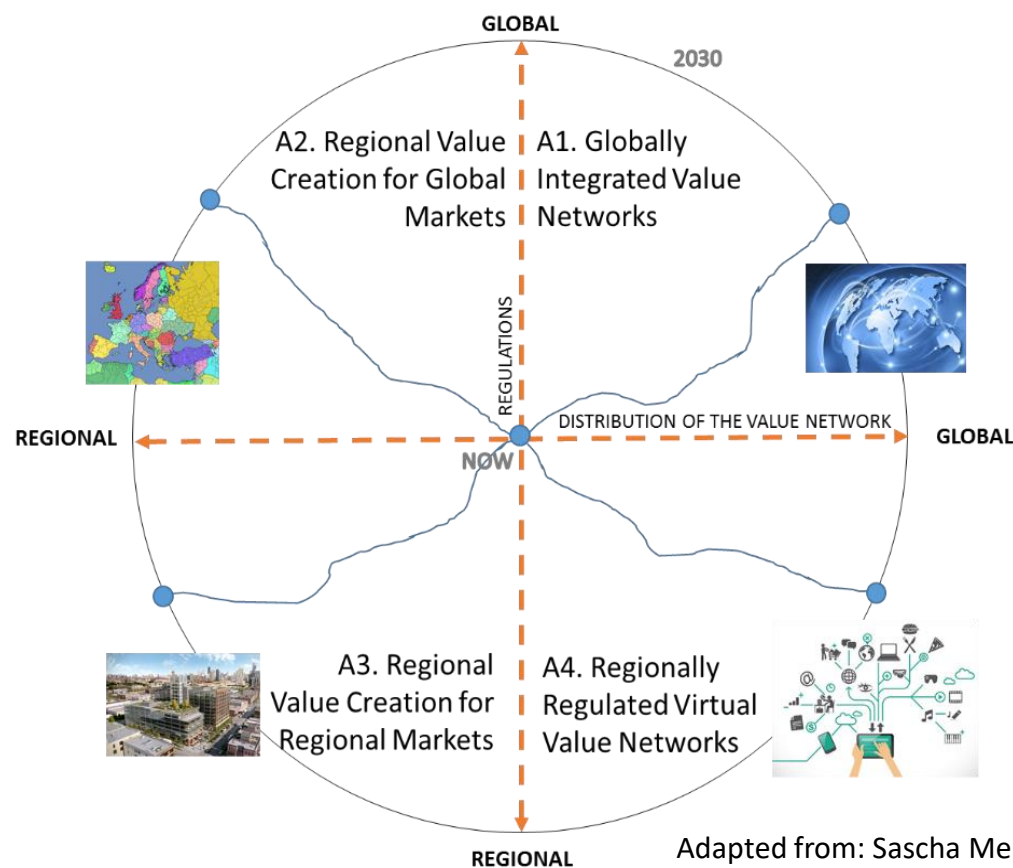 GLOBAL
2030
A2. Regional Value
Creation for Global
Markets
A1. Globally
Integrated Value
Networks
REGULATIONS
DISTRIBUTION OF THE VALUE NETWORK
REGIONAL
GLOBAL
NOW
A3. Regional
Value Creation for
Regional Markets
A4. Regionally
Regulated Virtual
Value Networks
REGIONAL
Adapted from: Sascha Me